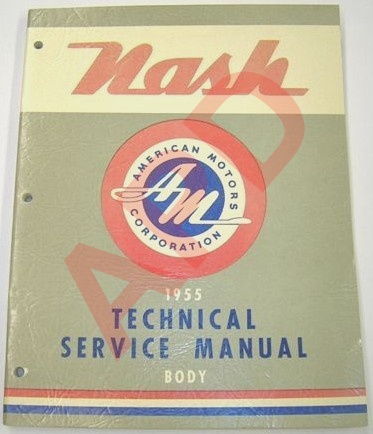 Nash
AMERICAN MOTORS
AM
CORPORATION
1955
TECHNICAL
SERVICE MANUAL
BODY